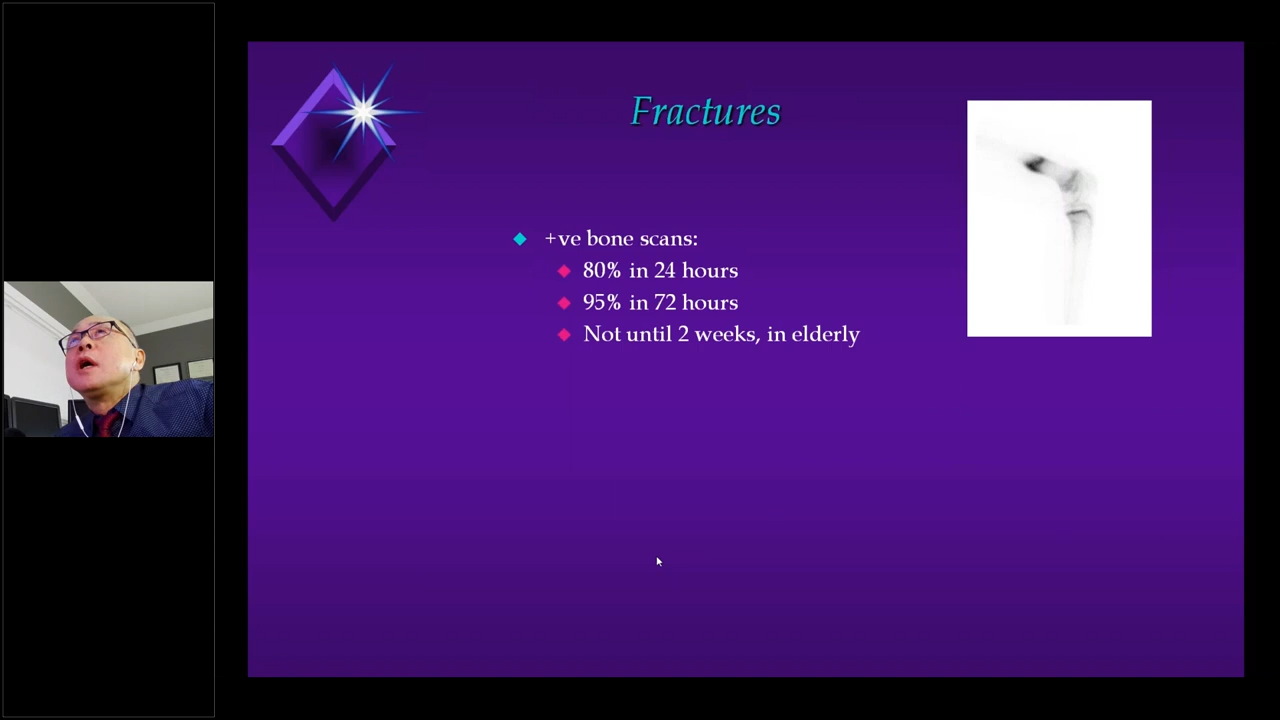 Fractures
+ve bone scans:
80% in 24 hours
95% in 72 hours
Not until 2 weeks, in elderly